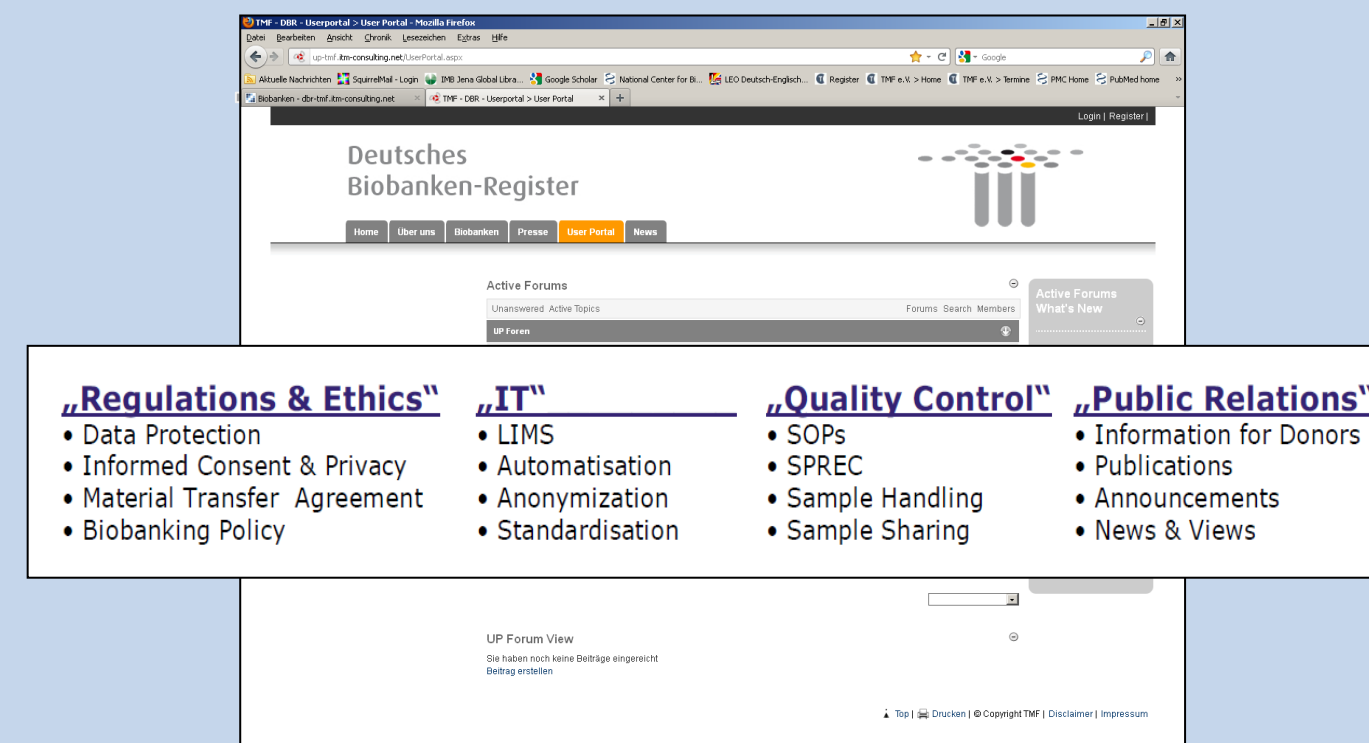 TMF - DBR - Userportal > User Portal - Mozilla Firefox
Datei Bearbeiten Ansicht Chronik Lesezeichen Extras Hilfe
up-tmf.itm-consulting.net/UserPortal.aspx
Google
Aktuelle Nachrichten SquirrelMail - Login IMB Jena Global Libra... Google Scholar National Center for Bi... LEO Deutsch-Englisch... Register TMF e.V. > Home TMF e.V. > Termine PMC Home PubMed home »
Biobanken - dbr-tmf.itm-consulting.net × TMF - DBR - Userportal > User Portal × +
Login | Register |
Deutsches
Biobanken-Register
Home Über uns Biobanken Presse User Portal News
Active Forums
Unanswered Active Topics Forums Search Members
UP Foren
Active Forums
What's New
„Regulations & Ethics“
• Data Protection
• Informed Consent & Privacy
• Material Transfer Agreement
• Biobanking Policy
„IT“
• LIMS
• Automatisation
• Anonymization
• Standardisation
„Quality Control“
• SOPs
• SPREC
• Sample Handling
• Sample Sharing
„Public Relations“
• Information for Donors
• Publications
• Announcements
• News & Views
UP Forum View
Sie haben noch keine Beiträge eingereicht
Beitrag erstellen
Top | Drucken | © Copyright TMF | Disclaimer | Impressum